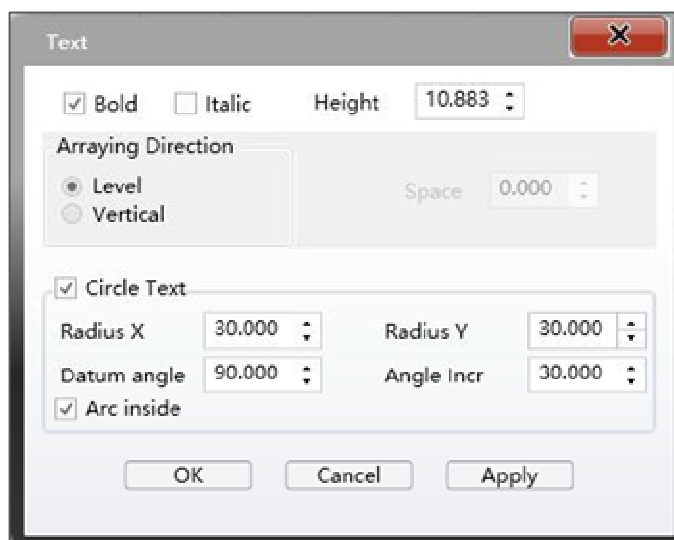 Text
Bold Italic Height 10.883
Arraying Direction
Level
Space 0.000
Vertical
Circle Text
Radius X 30.000 Radius Y 30.000
Datum angle 90.000 Angle Incr 30.000
Arc inside
OK Cancel Apply